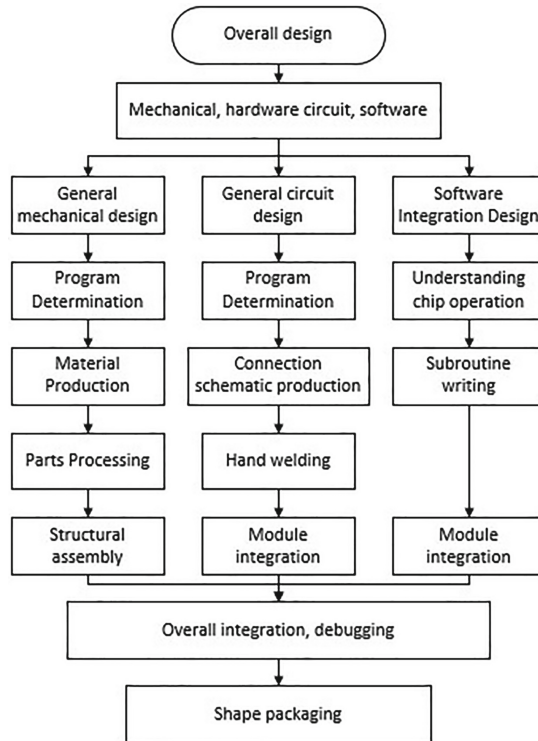 Overall design
Mechanical, hardware circuit, software
General
mechanical design
General circuit
design
Software
Integration Design
Program
Determination
Program
Determination
Understanding
chip operation
Material
Production
Connection
schematic production
Subroutine
writing
Parts Processing
Hand welding
Structural
assembly
Module
integration
Module
integration
Overall integration, debugging
Shape packaging